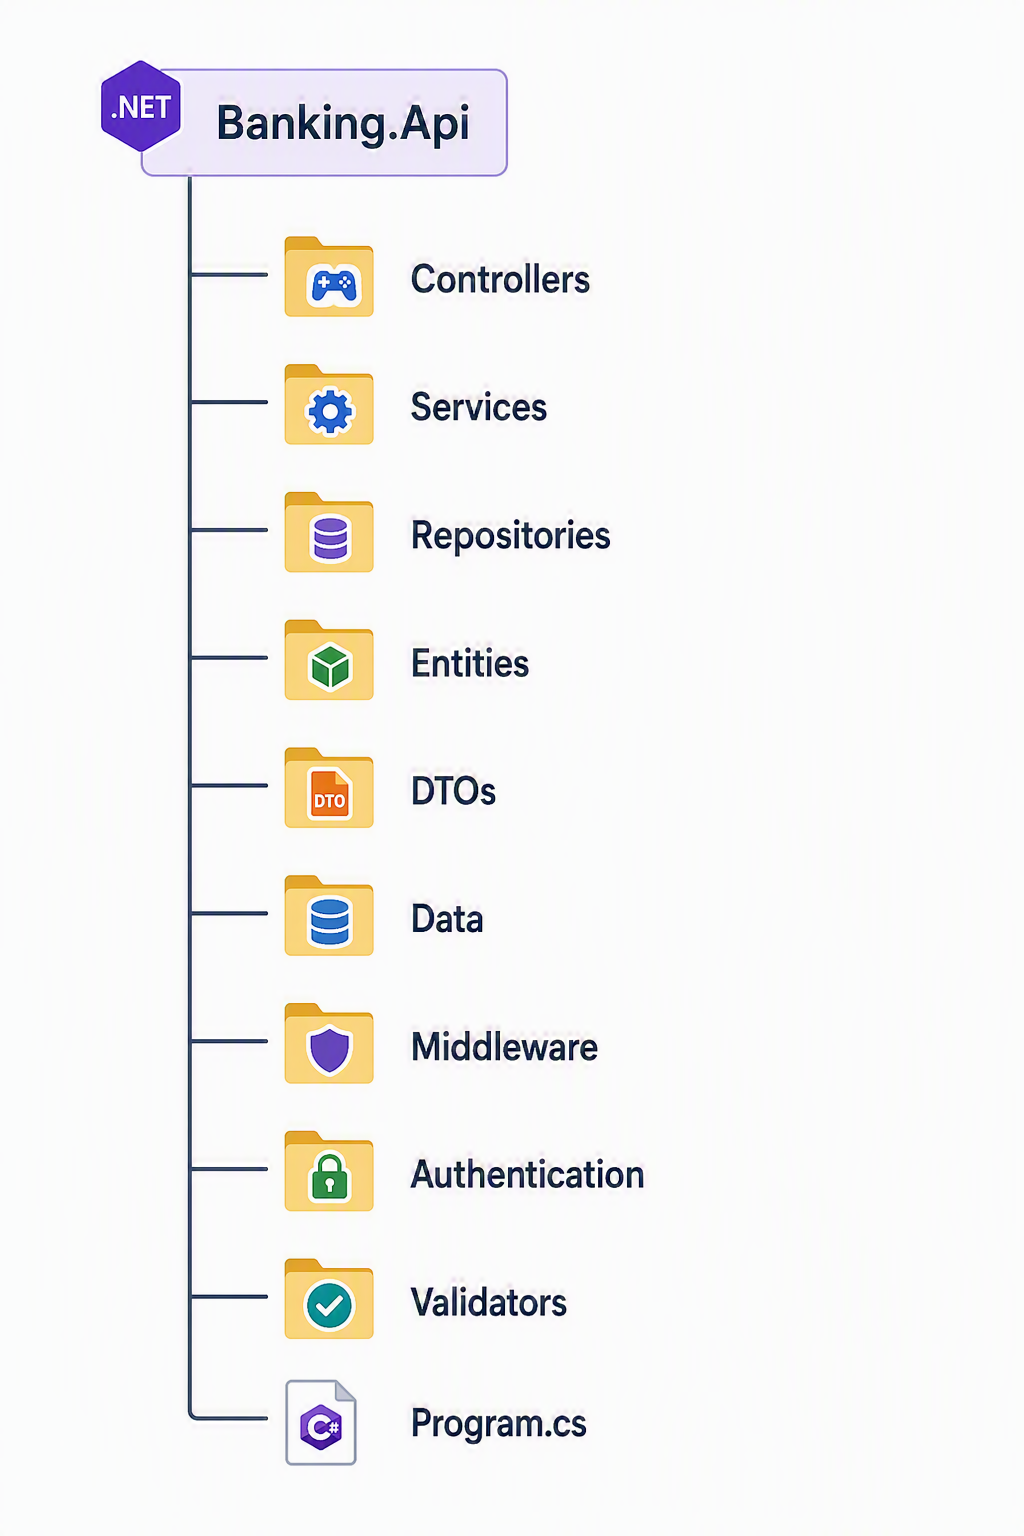 .NET
Banking.Api
Controllers
Services
Repositories
Entities
DTO
DTOs
Data
Middleware
Authentication
Validators
C#
Program.cs